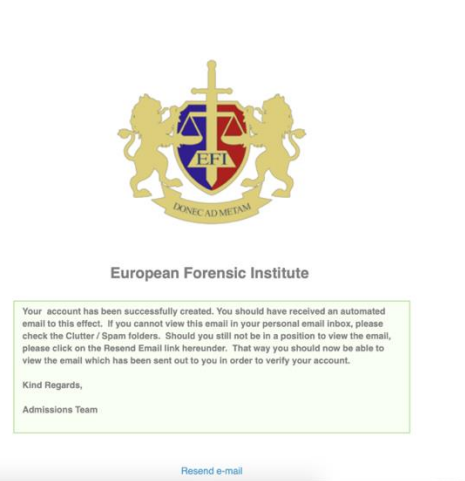 EFI
DONEC AD METAM
European Forensic Institute
Your account has been successfully created. You should have received an automated
email to this effect. If you cannot view this email in your personal email inbox, please
check the Clutter / Spam folders. Should you still not be in a position to view the email,
please click on the Resend Email link hereunder. That way you should now be able to
view the email which has been sent out to you in order to verify your account.
Kind Regards,
Admissions Team
Resend e-mail